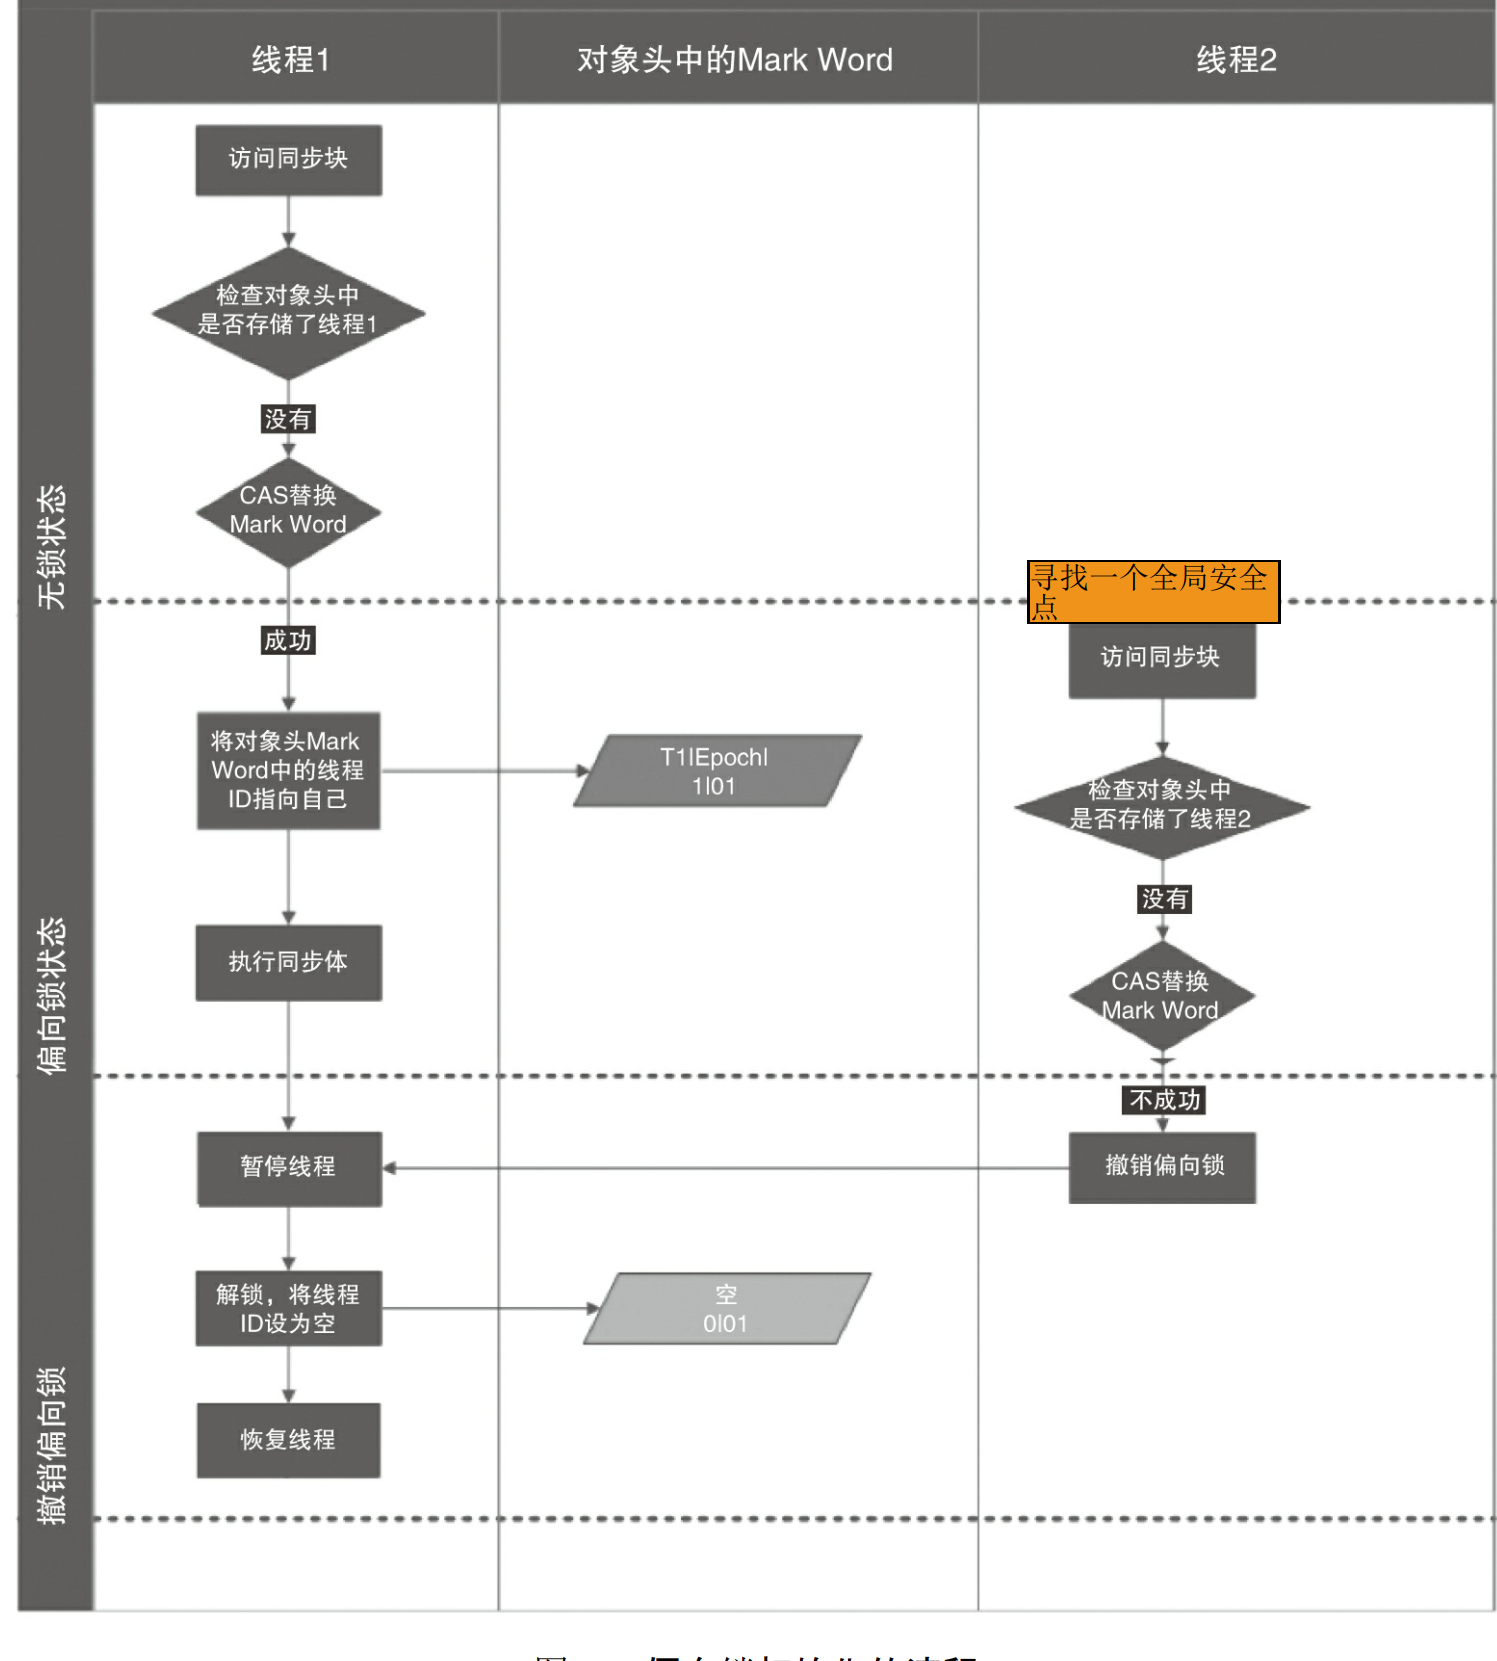 线程1
对象头中的Mark Word
线程2
无锁状态
访问同步块
检查对象头中
是否存储了线程1
没有
CAS替换
Mark Word
偏向锁状态
成功
将对象头Mark
Word中的线程
ID指向自己
T1|Epoch|
1|01
执行同步体
寻找一个全局安全
点
访问同步块
检查对象头中
是否存储了线程2
没有
CAS替换
Mark Word
撤销偏向锁
不成功
撤销偏向锁
暂停线程
解锁，将线程
ID设为空
空
0|01
恢复线程